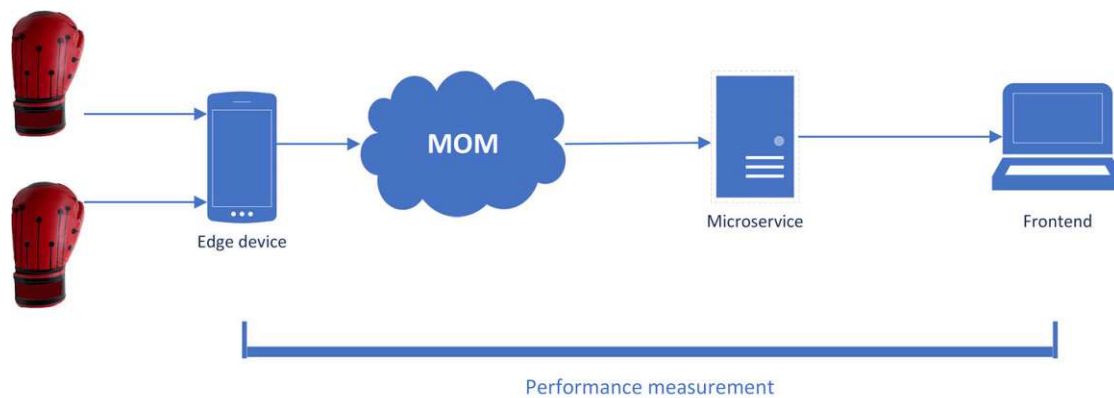 MOM
Edge device
Microservice
Frontend
Performance measurement